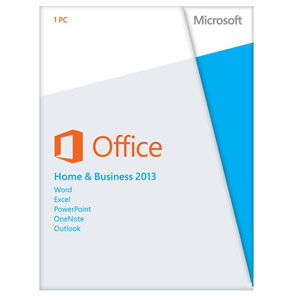 1 PC
Microsoft
Office
Home & Business 2013
Word
Excel
PowerPoint
OneNote
Outlook